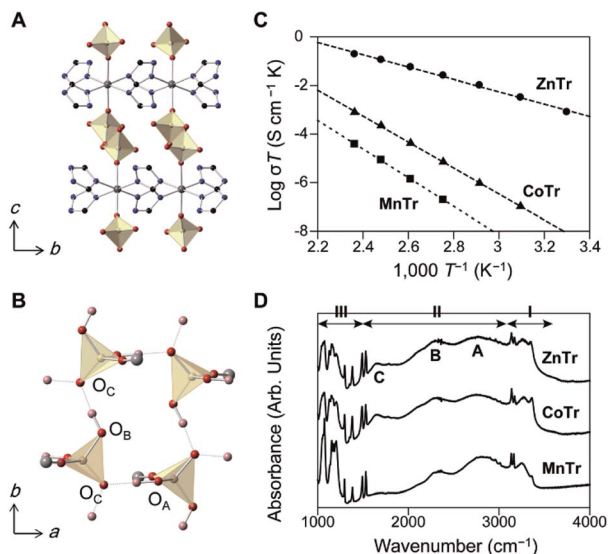 A
c
b
B
O_C
O_B
O_C
O_A
b
a
C
0
-2
-4
-6
-8
Log σT (S cm⁻¹ K)
ZnTr
CoTr
MnTr
2.2 2.4 2.6 2.8 3.0 3.2 3.4
1,000 T⁻¹ (K⁻¹)
D
III II I
A
B
C
ZnTr
CoTr
MnTr
Absorbance (Arb. Units)
1000 2000 3000 4000
Wavenumber (cm⁻¹)